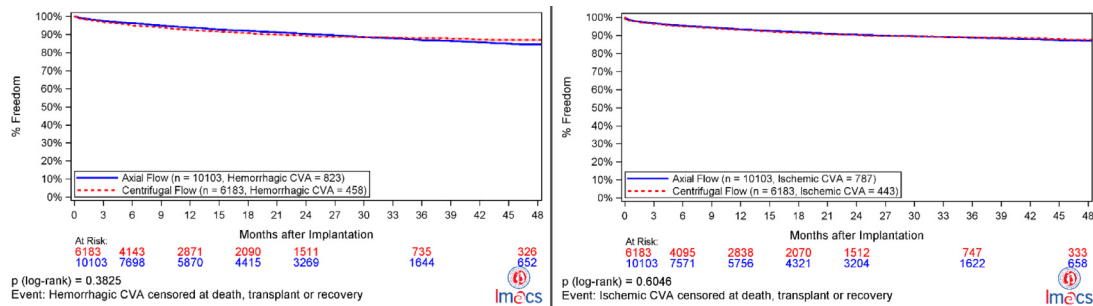 100%
90%
80%
70%
60%
50%
40%
30%
20%
10%
0%
% Freedom
Axial Flow (n = 10103, Hemorrhagic CVA = 823)
Centrifugal Flow (n = 6183, Hemorrhagic CVA = 458)
0 3 6 9 12 15 18 21 24 27 30 33 36 39 42 45 48
Months after Implantation
At Risk:
6183 4143 2871 2090 1511 735 326
10103 7698 5870 4415 3269 1644 652
p (log-rank) = 0.3825
Event: Hemorrhagic CVA censored at death, transplant or recovery
Imacs
100%
90%
80%
70%
60%
50%
40%
30%
20%
10%
0%
% Freedom
Axial Flow (n = 10103, Ischemic CVA = 787)
Centrifugal Flow (n = 6183, Ischemic CVA = 443)
0 3 6 9 12 15 18 21 24 27 30 33 36 39 42 45 48
Months after Implantation
At Risk:
6183 4095 2838 2070 1512 747 333
10103 7571 5756 4321 3204 1622 658
p (log-rank) = 0.6046
Event: Ischemic CVA censored at death, transplant or recovery
Imacs